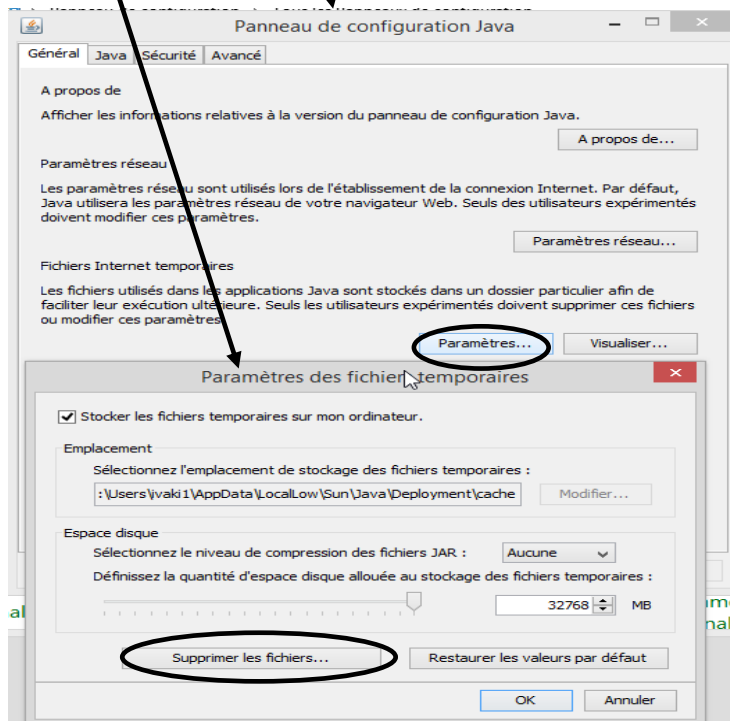 Panneau de configuration Java
Général Java Sécurité Avancé
A propos de
Afficher les informations relatives à la version du panneau de configuration Java.
A propos de...
Paramètres réseau
Les paramètres réseau sont utilisés lors de l'établissement de la connexion Internet. Par défaut,
Java utilisera les paramètres réseau de votre navigateur Web. Seuls des utilisateurs expérimentés
doivent modifier ces paramètres.
Paramètres réseau...
Fichiers Internet temporaires
Les fichiers utilisés dans les applications Java sont stockés dans un dossier particulier afin de
faciliter leur exécution ultérieure. Seuls les utilisateurs expérimentés doivent supprimer ces fichiers
ou modifier ces paramètres
Paramètres... Visualiser...
Paramètres des fichiers temporaires
Stocker les fichiers temporaires sur mon ordinateur.
Emplacement
Sélectionnez l'emplacement de stockage des fichiers temporaires :
:\Users\ivaki1\AppData\LocalLow\Sun\Java\Deployment\cache Modifier...
Espace disque
Sélectionnez le niveau de compression des fichiers JAR : Aucune
Définissez la quantité d'espace disque allouée au stockage des fichiers temporaires :
32768 MB
Supprimer les fichiers... Restaurer les valeurs par défaut
OK Annuler